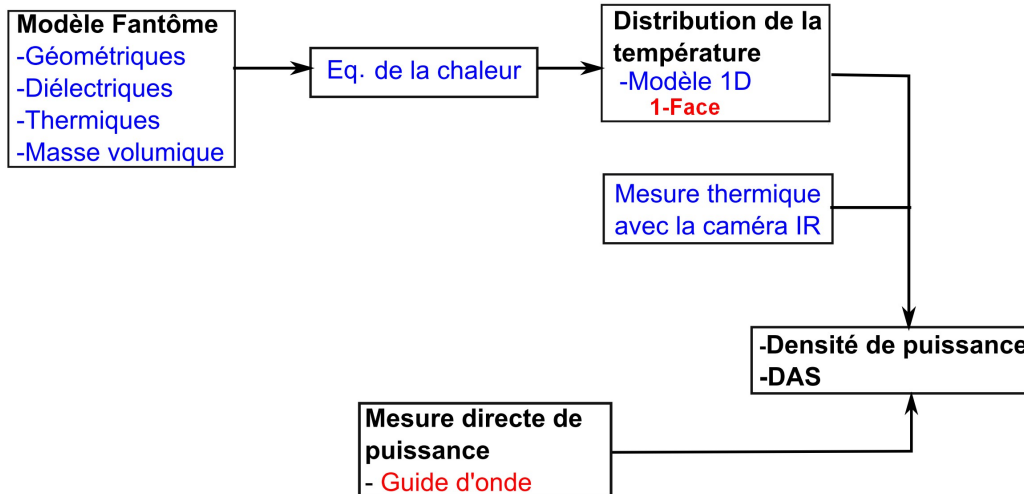 Modèle Fantôme
-Géométriques
-Diélectriques
-Thermiques
-Masse volumique
Eq. de la chaleur
Distribution de la
température
-Modèle 1D
1-Face
Mesure thermique
avec la caméra IR
-Densité de puissance
-DAS
Mesure directe de
puissance
- Guide d'onde